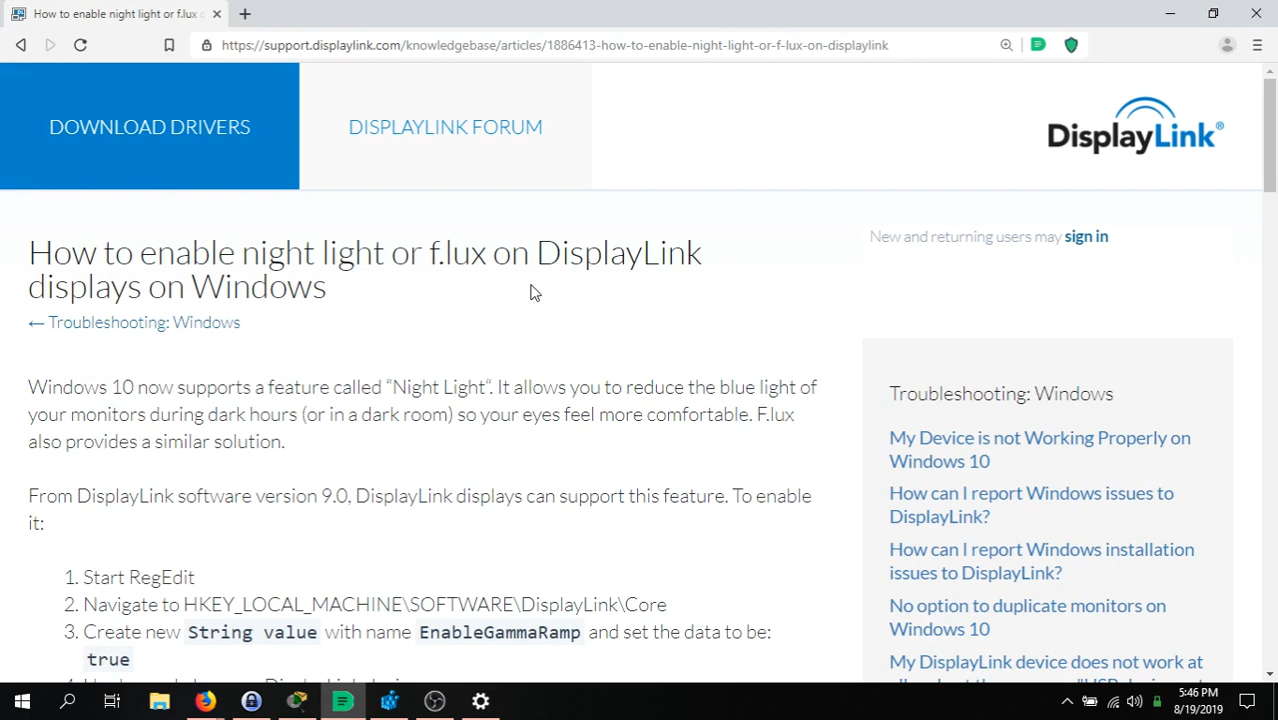 How to enable night light or f.lux o
https://support.displaylink.com/knowledgebase/articles/1886413-how-to-enable-night-light-or-f-lux-on-displaylink
DOWNLOAD DRIVERS
DISPLAYLINK FORUM
DisplayLink®
How to enable night light or f.lux on DisplayLink
displays on Windows
← Troubleshooting: Windows
New and returning users may sign in
Windows 10 now supports a feature called “Night Light“. It allows you to reduce the blue light of
your monitors during dark hours (or in a dark room) so your eyes feel more comfortable. F.lux
also provides a similar solution.
From DisplayLink software version 9.0, DisplayLink displays can support this feature. To enable
it:
1. Start RegEdit
2. Navigate to HKEY_LOCAL_MACHINE\SOFTWARE\DisplayLink\Core
3. Create new String value with name EnableGammaRamp and set the data to be:
true
Troubleshooting: Windows
My Device is not Working Properly on
Windows 10
How can I report Windows issues to
DisplayLink?
How can I report Windows installation
issues to DisplayLink?
No option to duplicate monitors on
Windows 10
My DisplayLink device does not work at
5:46 PM
8/19/2019